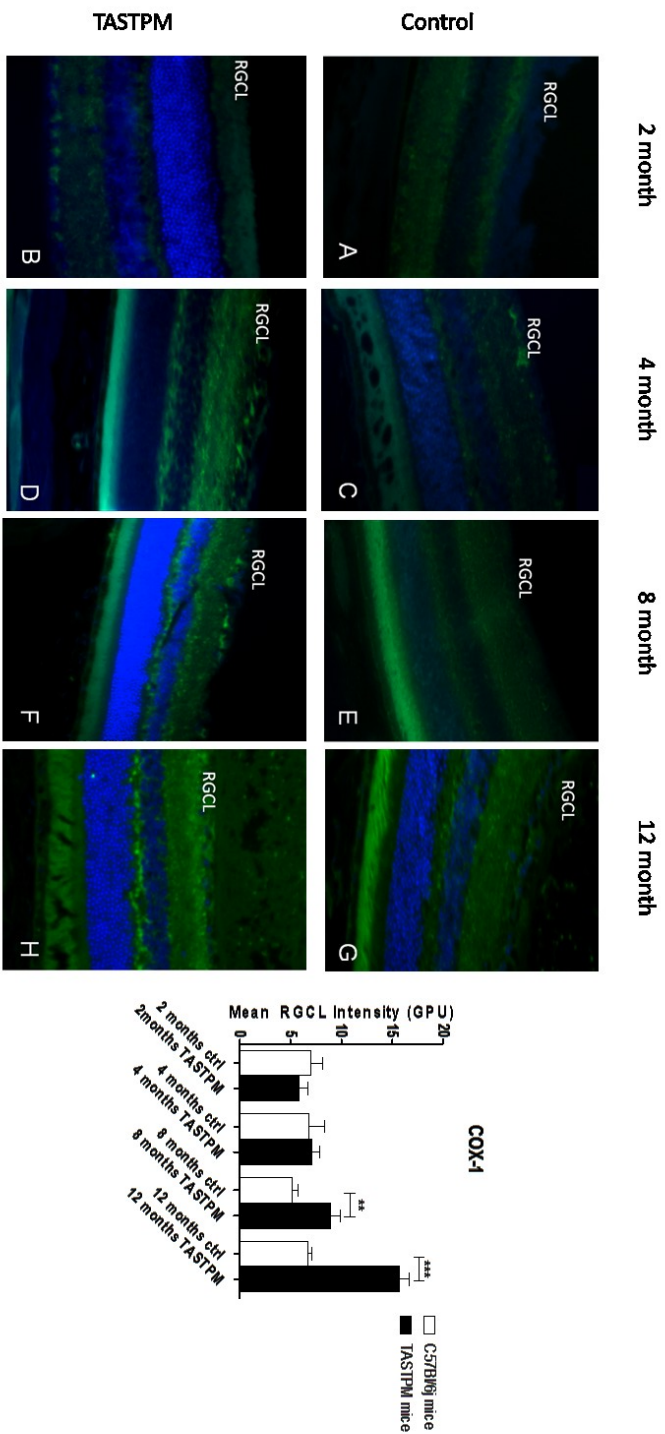 2 month
4 month
8 month
12 month
Control
RGCL
A
RGCL
C
RGCL
E
RGCL
G
TASTPM
RGCL
B
RGCL
D
RGCL
F
RGCL
H
COX-1
C57Bl/6j mice
TASTPM mice
Mean RGCL Intensity (GPU)
20
15
10
5
0
**
***
2 months ctrl
2months TASTPM
4 months ctrl
4 months TASTPM
8 months ctrl
8 months TASTPM
12 months ctrl
12 months TASTPM